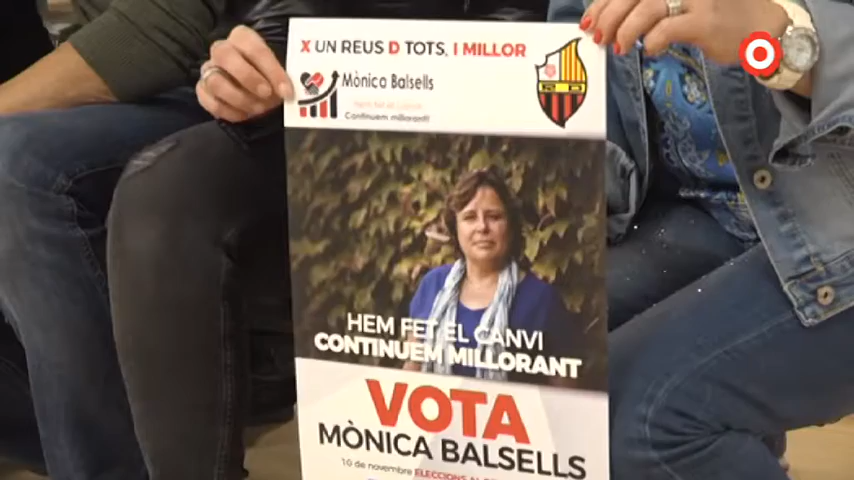 X UN REUS D TOTS, I MILLOR
Mònica Balsells
Continuem millorant
R D
HEM FET EL CANVI
CONTINUEM MILLORANT
VOTA
MÒNICA BALSELLS
10 de novembre ELECCIONS AL